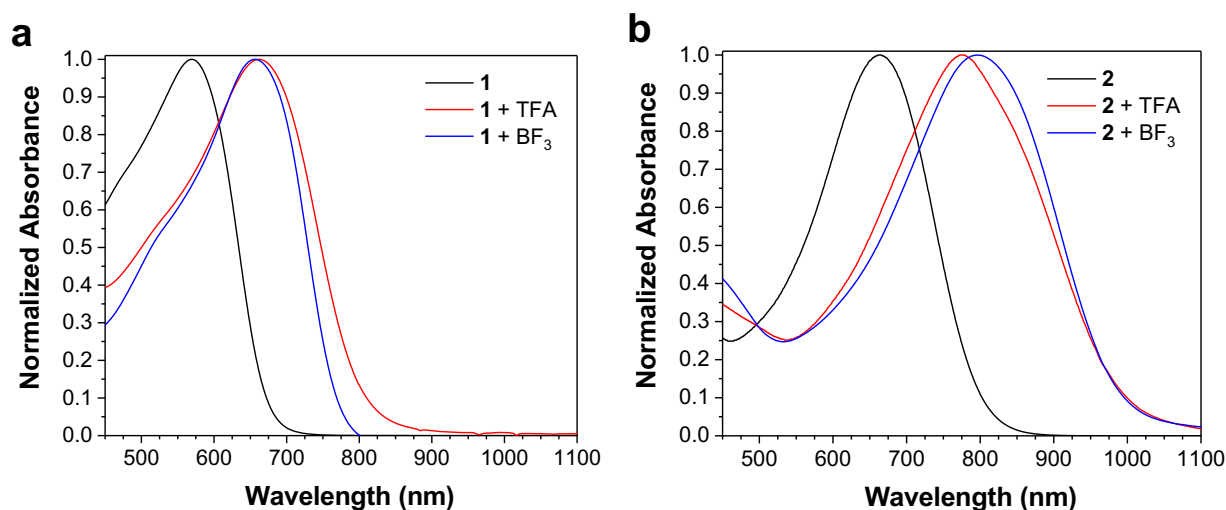 a
1.0
0.9
0.8
0.7
0.6
0.5
0.4
0.3
0.2
0.1
0.0
Normalized Absorbance
450 500 600 700 800 900 1000 1100
Wavelength (nm)
1
1 + TFA
1 + BF₃
b
1.0
0.9
0.8
0.7
0.6
0.5
0.4
0.3
0.2
0.1
0.0
Normalized Absorbance
500 600 700 800 900 1000 1100
Wavelength (nm)
2
2 + TFA
2 + BF₃